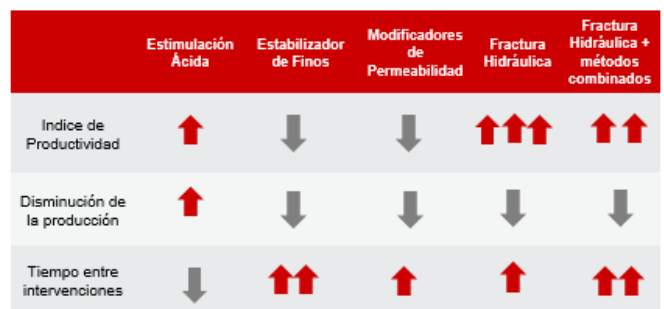 Estimulación
Ácida
Estabilizador
de Finos
Modificadores
de
Permeabilidad
Fractura
Hidráulica
Fractura
Hidráulica +
métodos
combinados
Indice de
Productividad
Disminución de
la producción
Tiempo entre
intervenciones